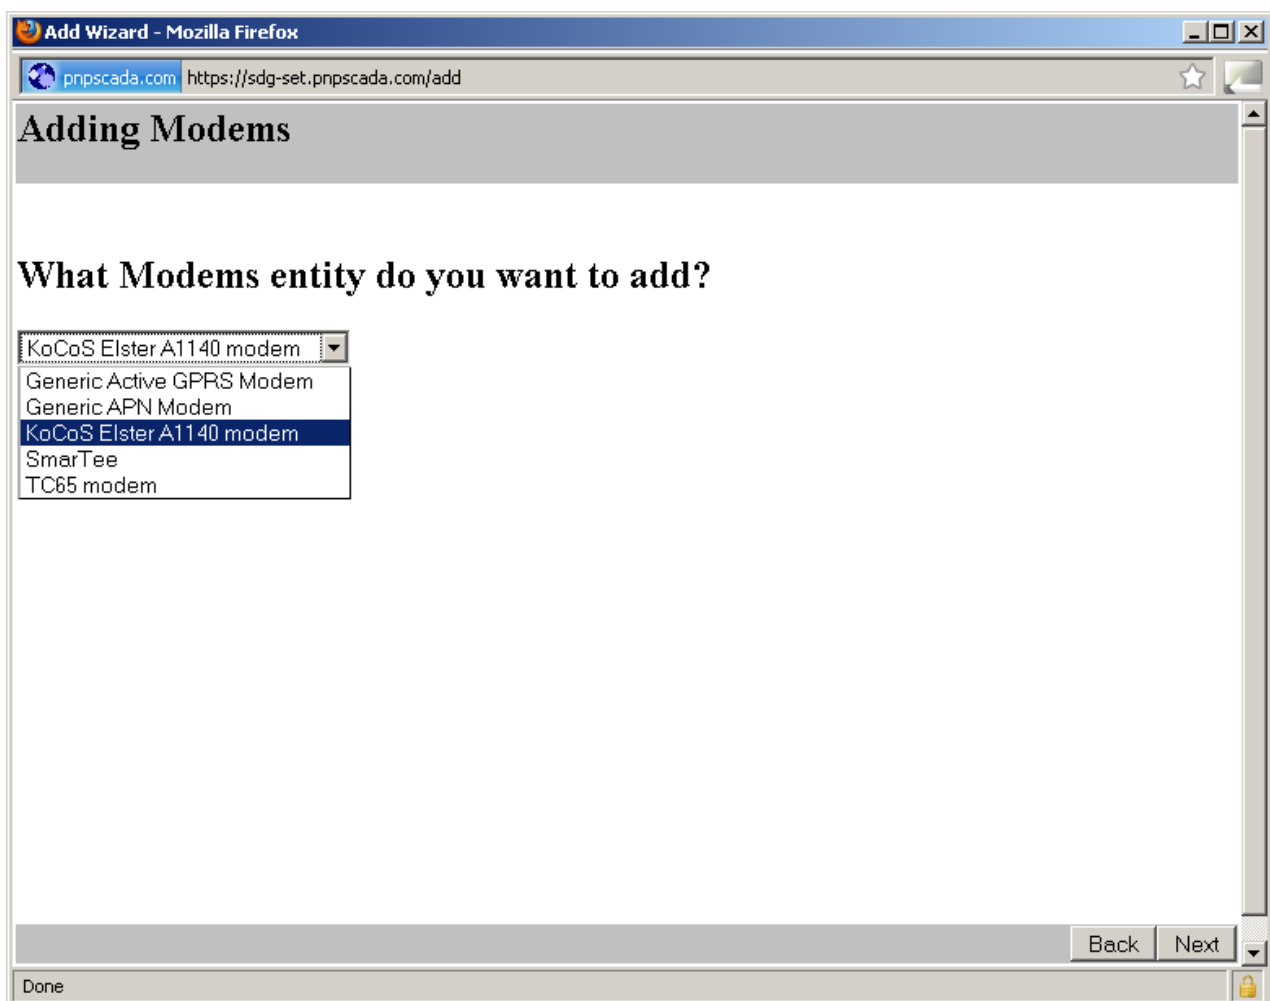 Add Wizard - Mozilla Firefox
pnpscada.com https://sdg-set.pnpscada.com/add
Adding Modems
What Modems entity do you want to add?
KoCoS Elster A1140 modem
Generic Active GPRS Modem
Generic APN Modem
KoCoS Elster A1140 modem
SmarTee
TC65 modem
Back Next
Done